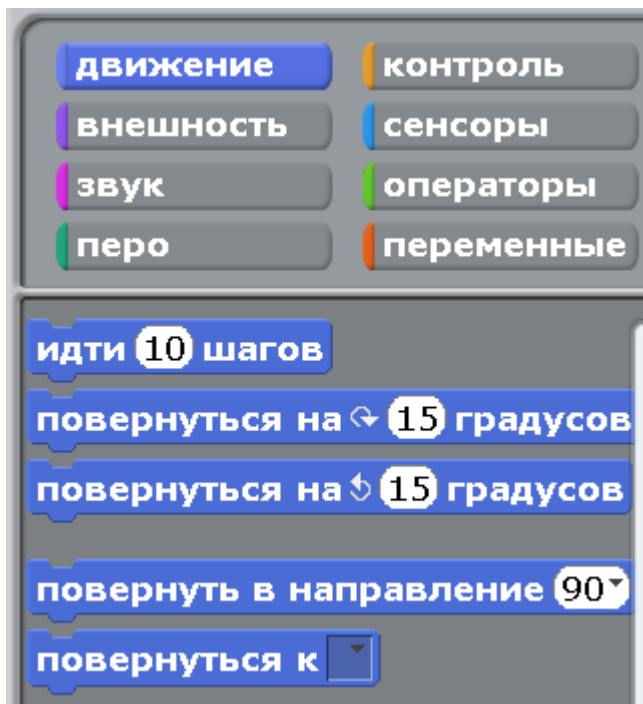 движение контроль
внешность сенсоры
звук операторы
перо переменные
идти 10 шагов
повернуться на 15 градусов
повернуться на 15 градусов
повернуть в направление 90
повернуться к